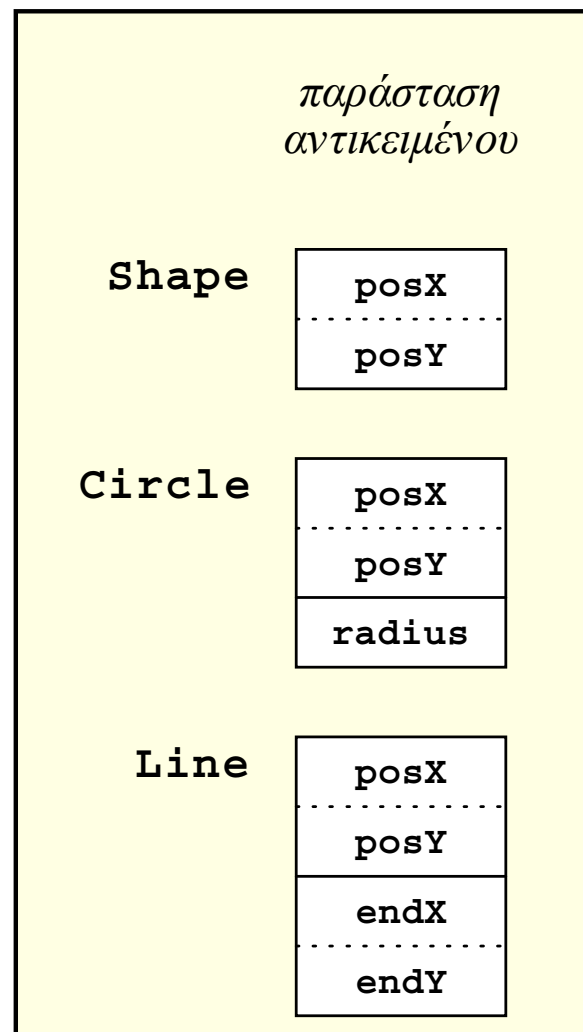 παράσταση
αντικειμένου
Shape
posX
posY
Circle
posX
posY
radius
Line
posX
posY
endX
endY